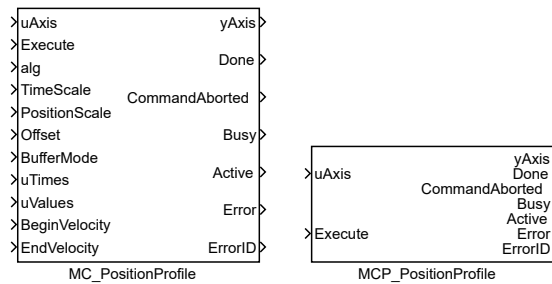 uAxis
Execute
alg
TimeScale
PositionScale
Offset
BufferMode
uTimes
uValues
BeginVelocity
EndVelocity
yAxis
Done
CommandAborted
Busy
Active
Error
ErrorID
MC_PositionProfile
uAxis
Execute
yAxis
Done
CommandAborted
Busy
Active
Error
ErrorID
MCP_PositionProfile